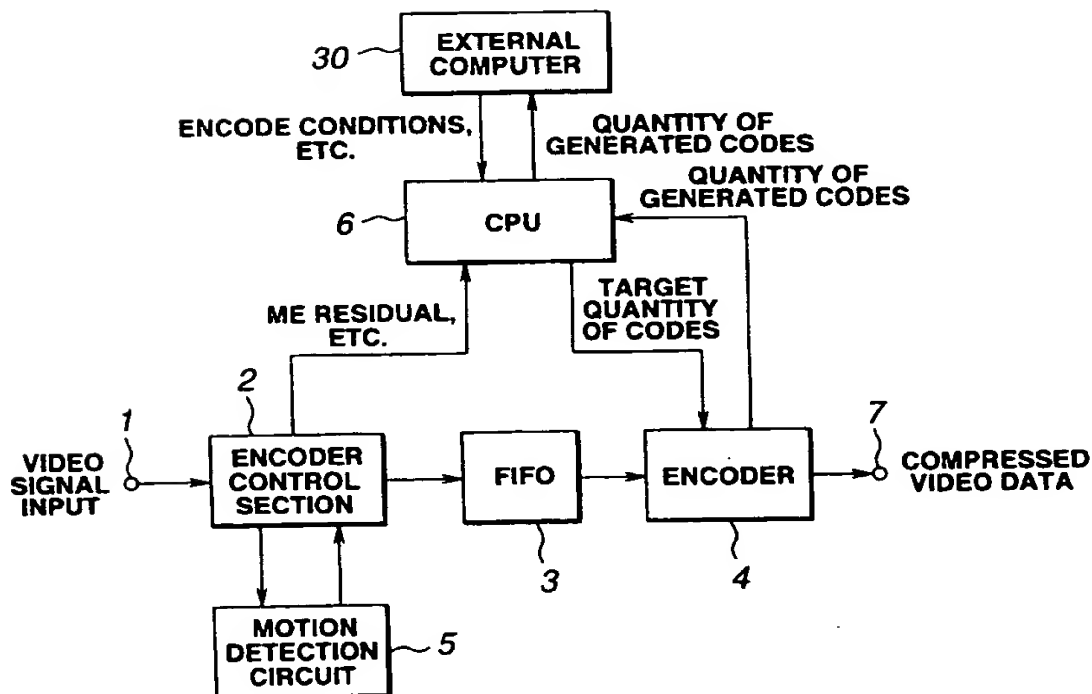 30
EXTERNAL
COMPUTER
ENCODE CONDITIONS,
ETC.
QUANTITY OF
GENERATED CODES
QUANTITY OF
GENERATED CODES
6
CPU
ME RESIDUAL,
ETC.
TARGET
QUANTITY
OF CODES
1
2
7
VIDEO
SIGNAL
INPUT
ENCODER
CONTROL
SECTION
FIFO
ENCODER
COMPRESSED
VIDEO DATA
3
4
MOTION
DETECTION
CIRCUIT
5